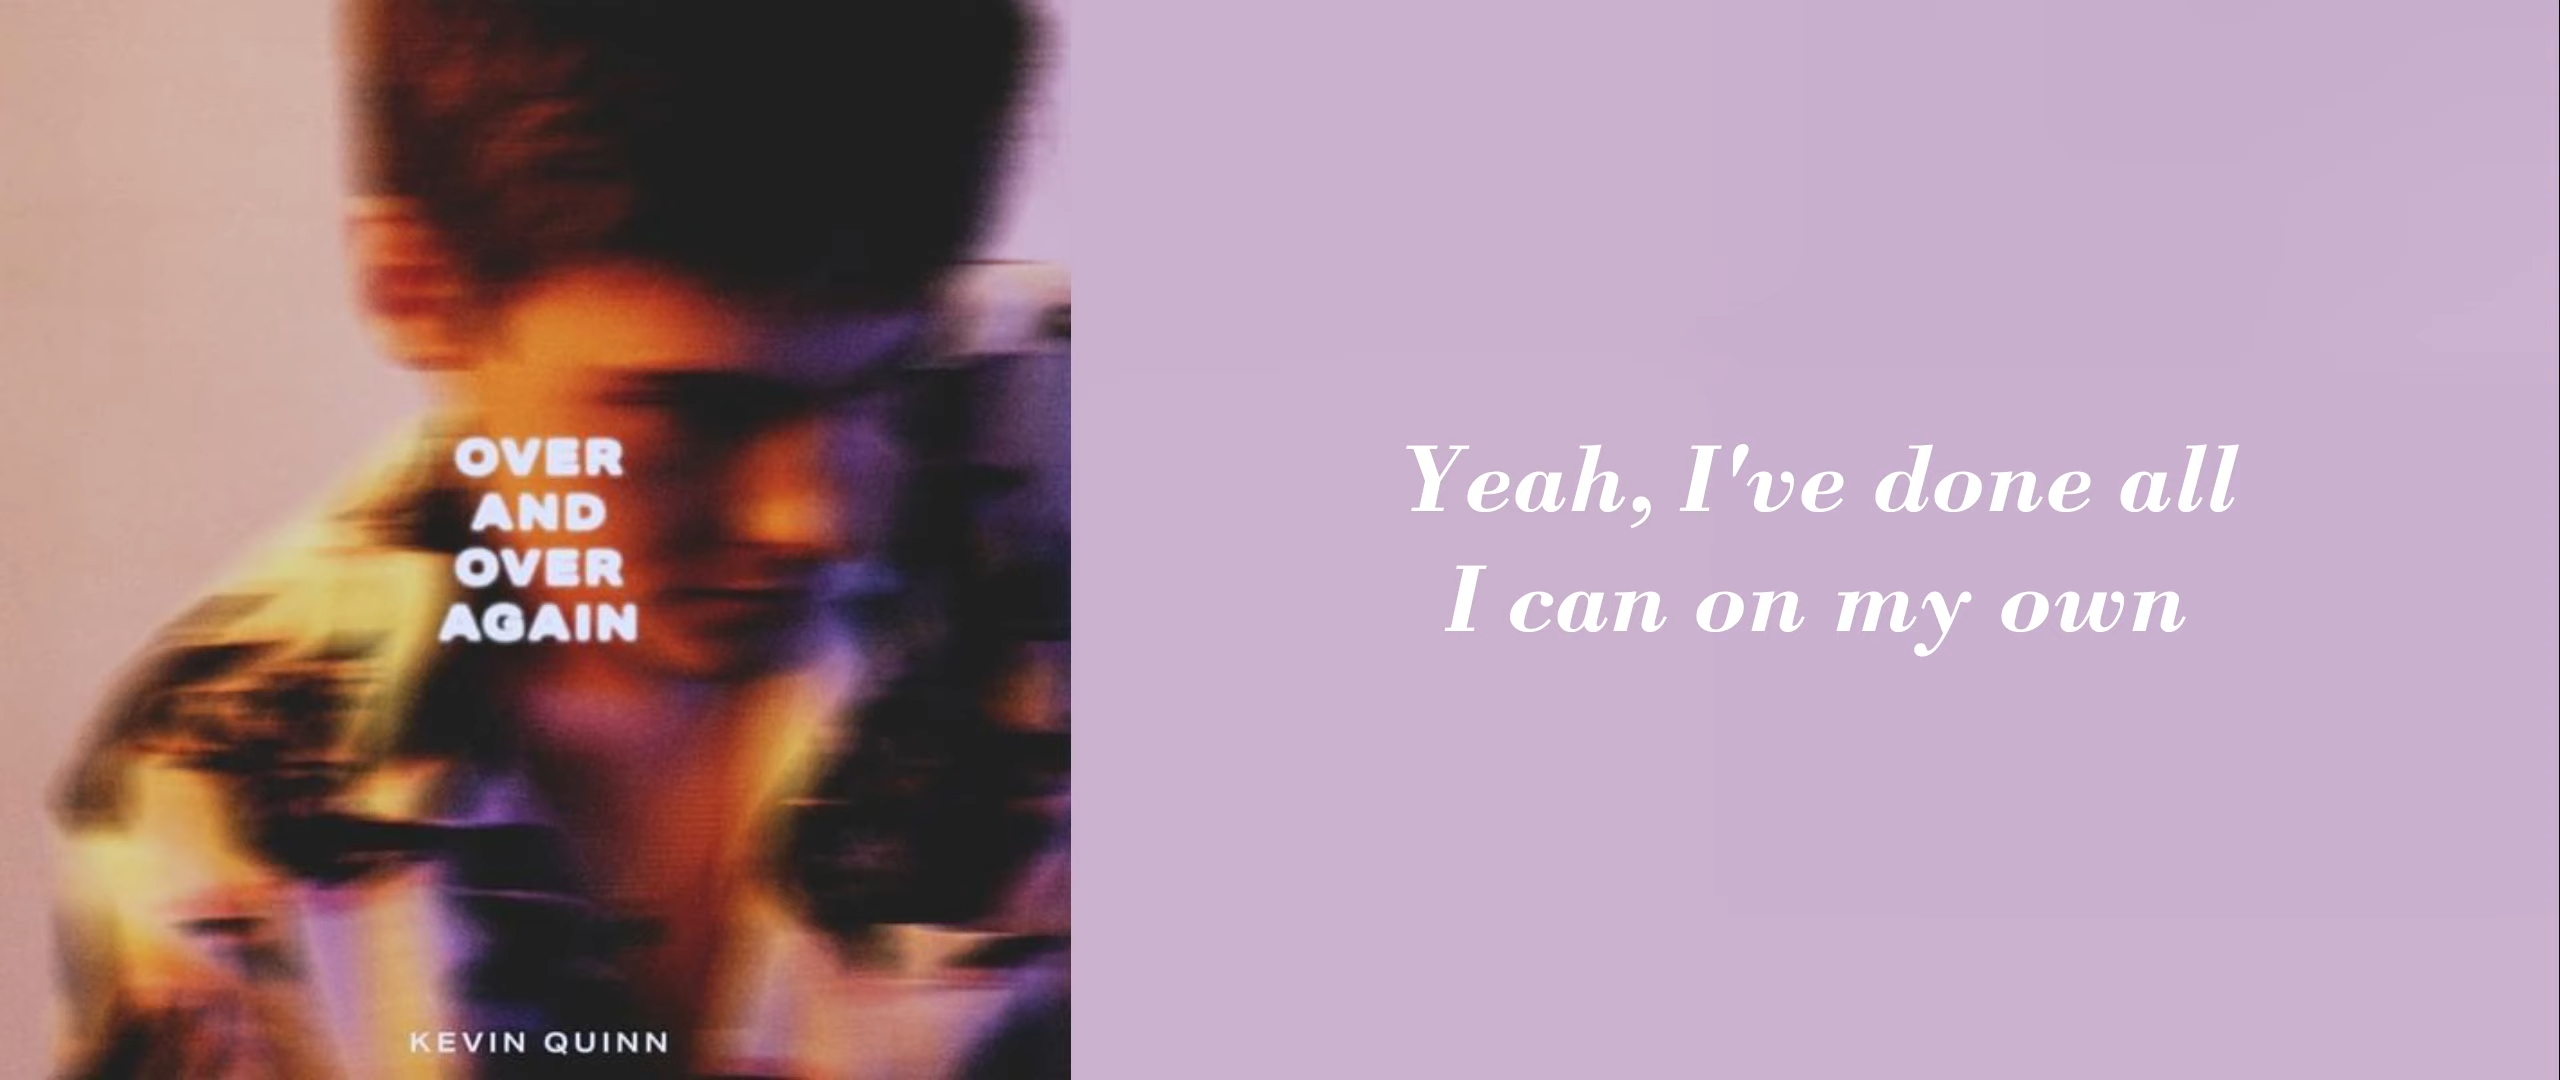 OVER
AND
OVER
AGAIN
KEVIN QUINN
Yeah, I've done all
I can on my own